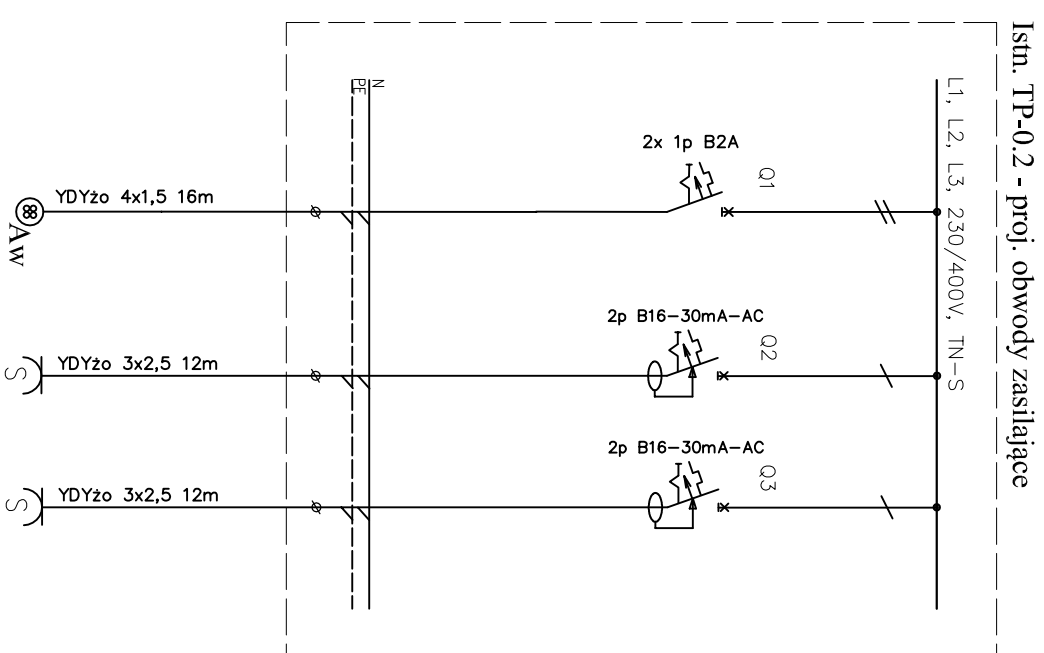 Istn. TP-0.2 - proj. obwody zasilające
L1, L2, L3, 230/400V, TN-S
Q1
2x 1p B2A
Q2
2p B16-30mA-AC
Q3
2p B16-30mA-AC
N
PE
YDYżo 4x1,5 16m
YDYżo 3x2,5 12m
YDYżo 3x2,5 12m
Aw
S
S